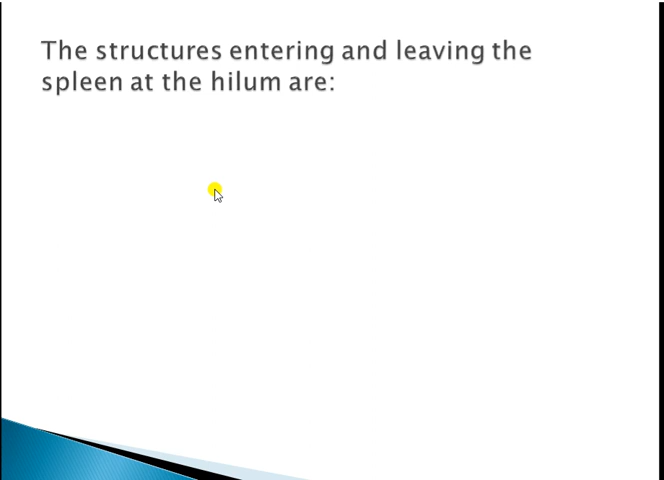 The structures entering and leaving the
spleen at the hilum are: